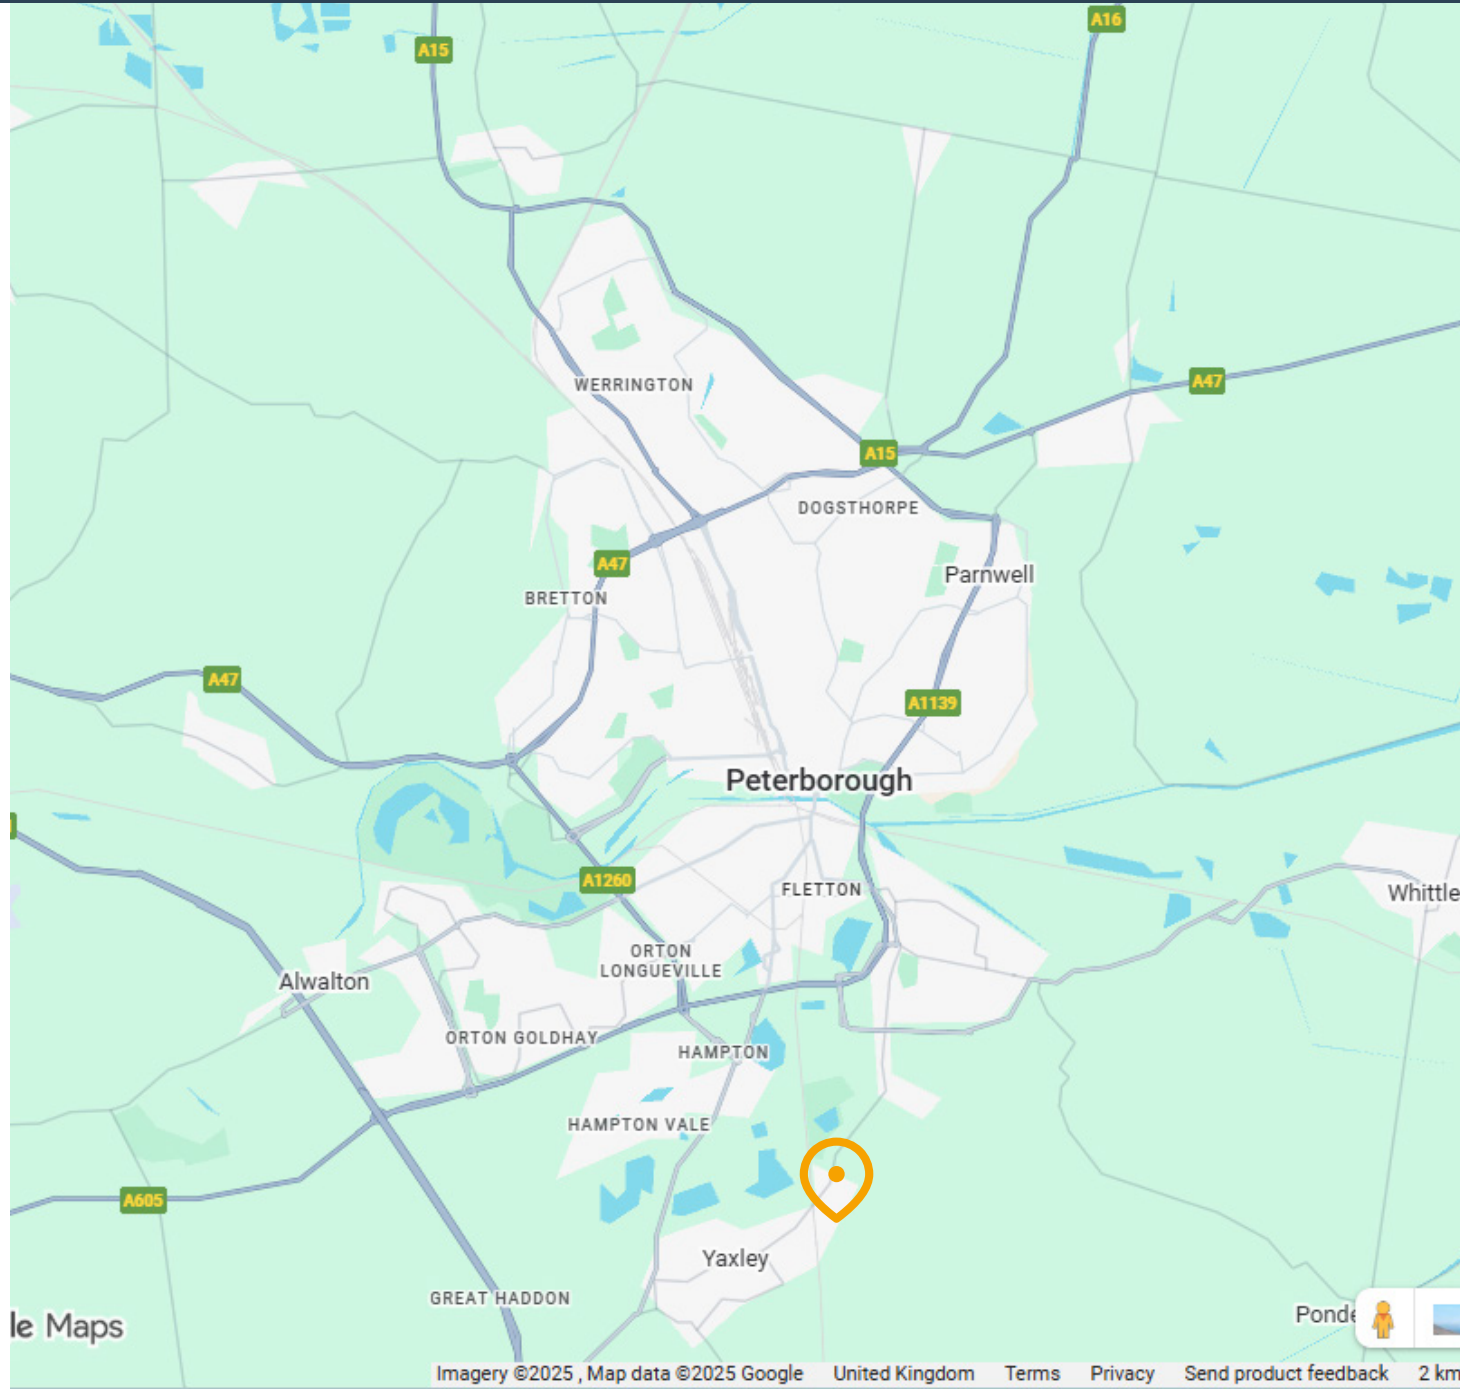 A16
A15
WERRINGTON
A47
A15
DOGSTHORPE
A47
Parnwell
BRETTON
A47
A1139
Peterborough
A1260
FLETTON
Whittle
ORTON
LONGUEVILLE
Alwalton
ORTON GOLDHAY
HAMPTON
HAMPTON VALE
A605
Yaxley
GREAT HADDON
Ponde
le Maps
Imagery ©2025 , Map data ©2025 Google United Kingdom Terms Privacy Send product feedback 2 km